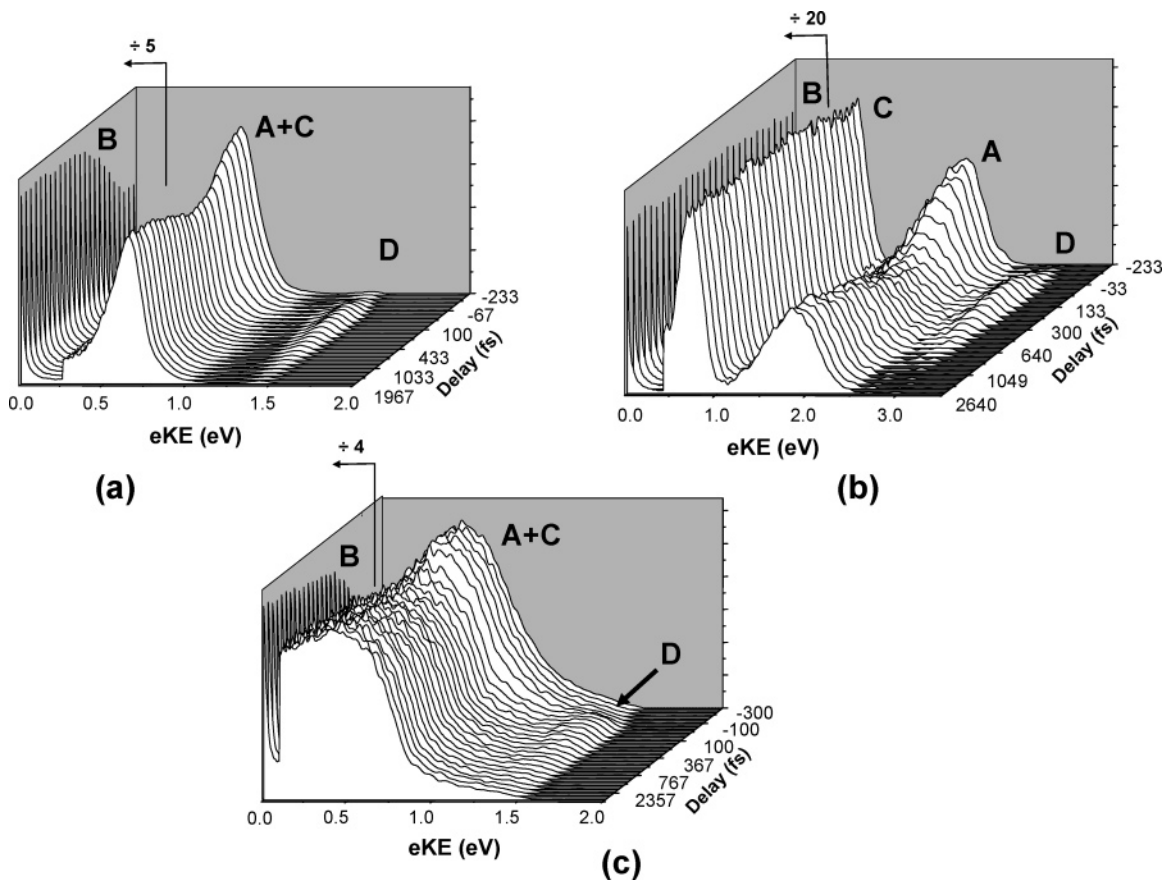 ÷ 5
B
A+C
D
-233
-67
100
433
1033
1967
Delay (fs)
0.0 0.5 1.0 1.5 2.0
eKE (eV)
(a)
÷ 20
B
C
A
D
-233
-33
133
300
640
1049
2640
Delay (fs)
0.0 1.0 2.0 3.0
eKE (eV)
(b)
÷ 4
B
A+C
D
-300
-100
100
367
767
2357
Delay (fs)
0.0 0.5 1.0 1.5 2.0
eKE (eV)
(c)